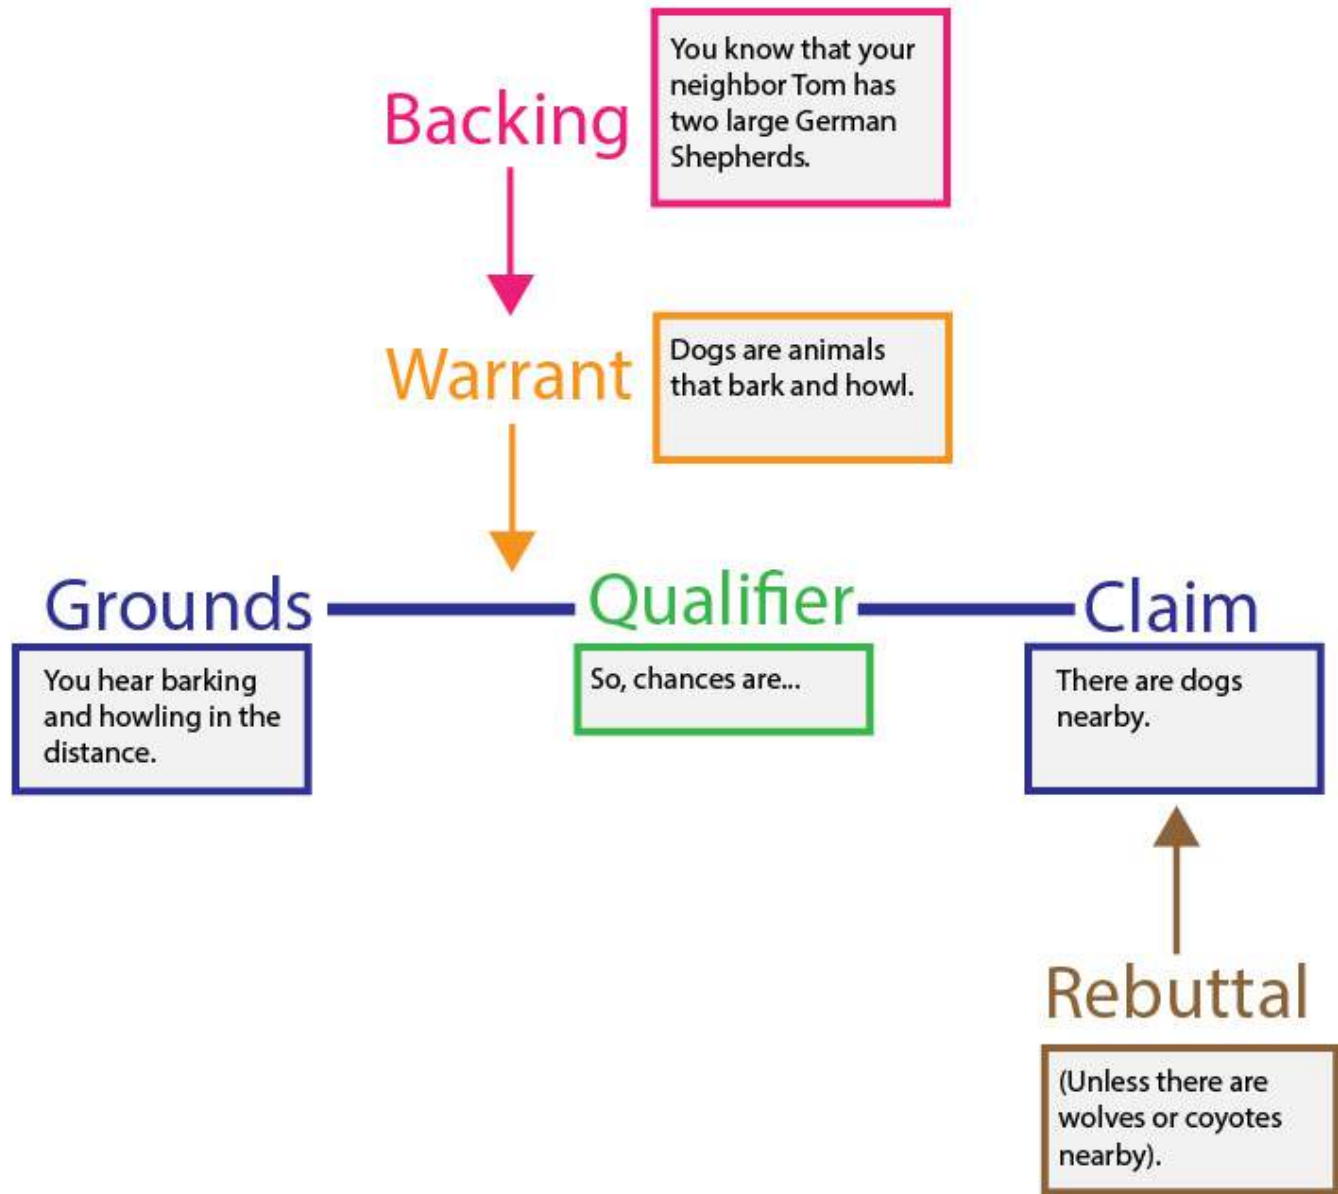 Backing
You know that your
neighbor Tom has
two large German
Shepherds.
Warrant
Dogs are animals
that bark and howl.
Grounds
You hear barking
and howling in the
distance.
Qualifier
So, chances are...
Claim
There are dogs
nearby.
Rebuttal
(Unless there are
wolves or coyotes
nearby).